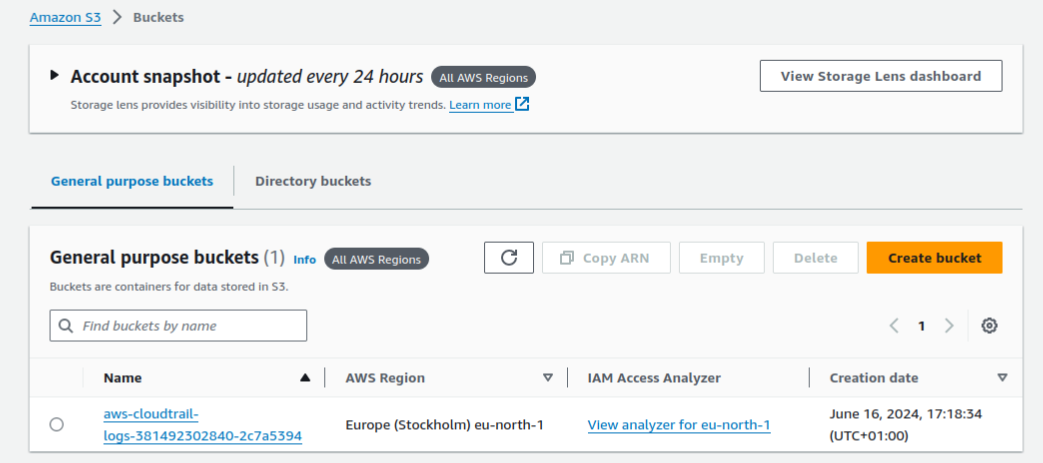 Amazon S3 > Buckets
Account snapshot - updated every 24 hours All AWS Regions View Storage Lens dashboard
Storage lens provides visibility into storage usage and activity trends. Learn more
General purpose buckets Directory buckets
General purpose buckets (1) Info All AWS Regions Copy ARN Empty Delete Create bucket
Buckets are containers for data stored in S3.
Find buckets by name 1
Name AWS Region IAM Access Analyzer Creation date
aws-cloudtrail-
logs-381492302840-2c7a5394 Europe (Stockholm) eu-north-1 View analyzer for eu-north-1 June 16, 2024, 17:18:34
(UTC+01:00)